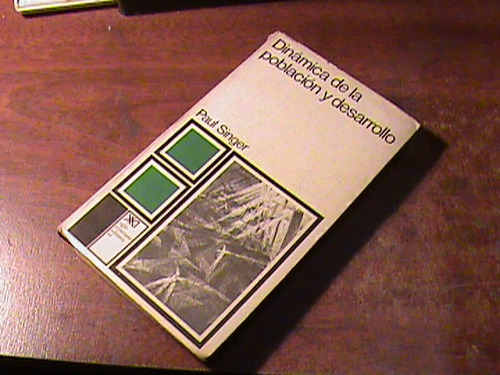 Dinámica de la
población y desarrollo
Paul Singer